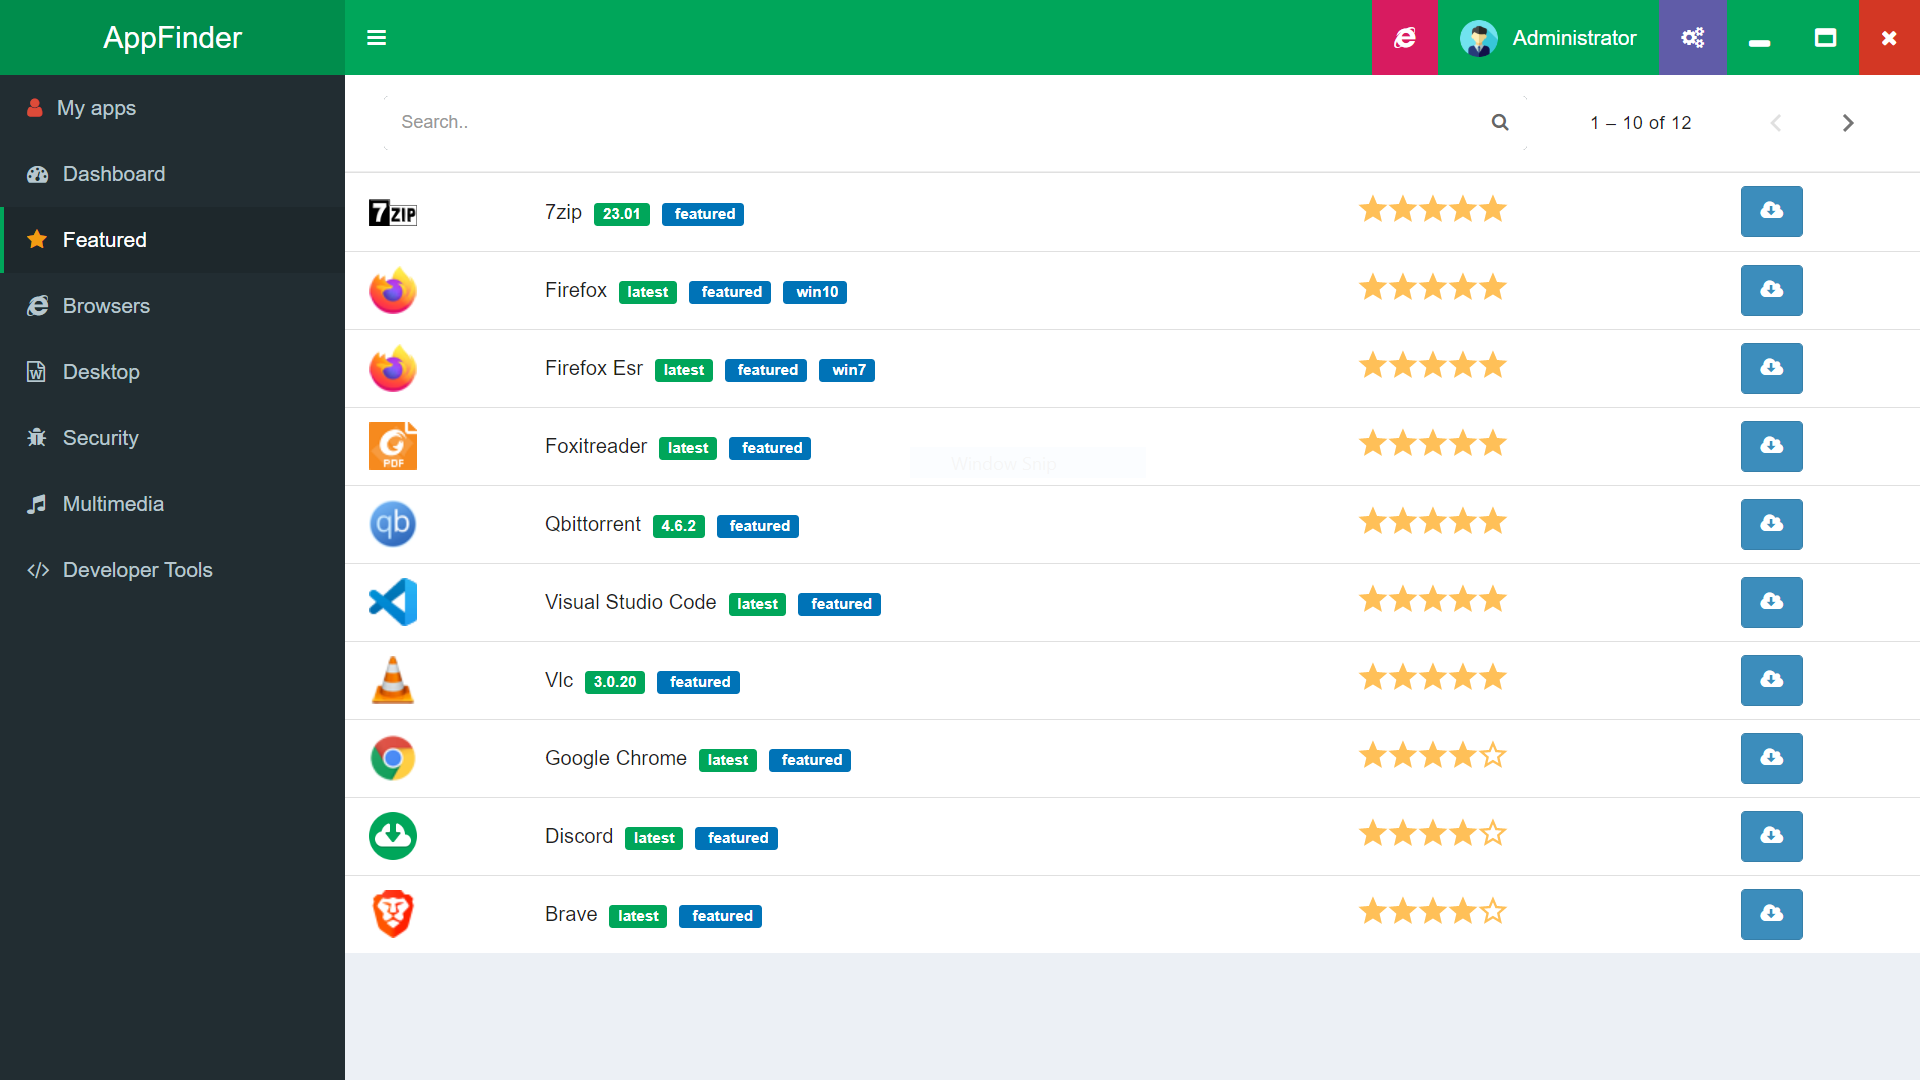 AppFinder
Administrator
My apps
Dashboard
Featured
Browsers
Desktop
Security
Multimedia
Developer Tools
Search..
1 – 10 of 12
7ZIP
7zip 23.01 featured
Firefox latest featured win10
Firefox Esr latest featured win7
PDF
Foxitreader latest featured
Window Snip
qb
Qbittorrent 4.6.2 featured
Visual Studio Code latest featured
Vlc 3.0.20 featured
Google Chrome latest featured
Discord latest featured
Brave latest featured